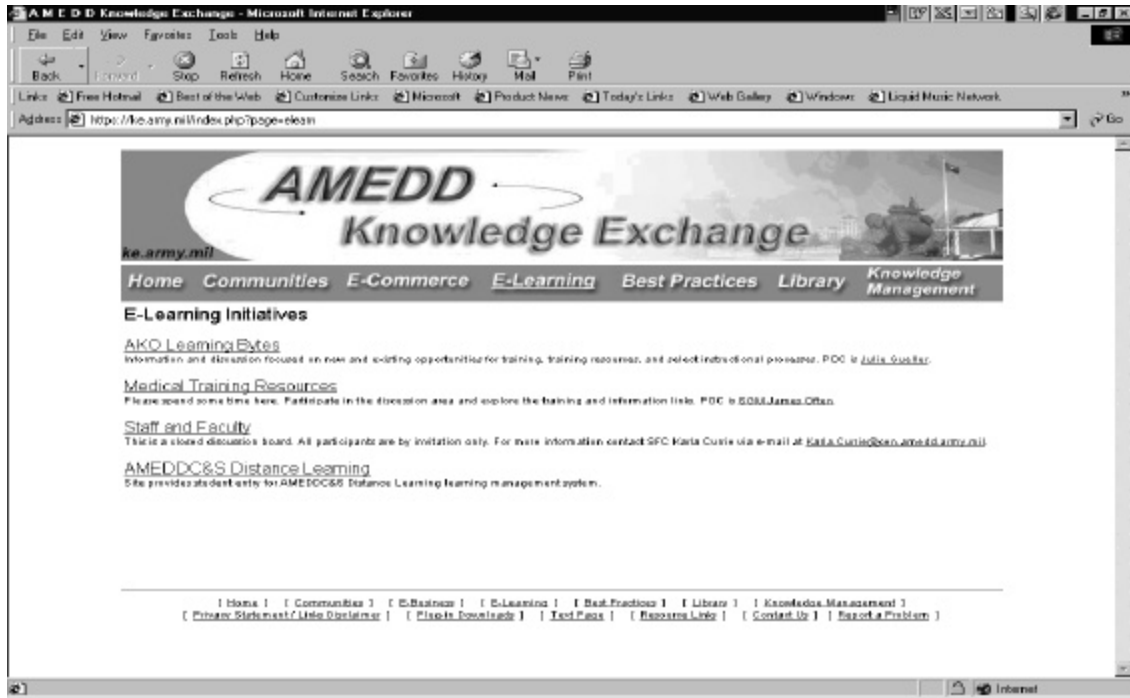 A M E D D Knowledge Exchange - Microsoft Internet Explorer
File Edit View Favorites Tools Help
Back Forward Stop Refresh Home Search Favorites History Mail Print
Links Free Hotmail Best of the Web Customize Links Microsoft Product News Today's Links Web Gallery Windows Liquid Music Network
Address https://ke.army.mil/index.php?page=elearn Go
AMEDD
Knowledge Exchange
ke.army.mil
Home Communities E-Commerce E-Learning Best Practices Library Knowledge Management
E-Learning Initiatives
AKO Learning Bytes
Information and discussion focused on new and existing opportunities for training, training resources, and select instructional processes. POC is Julie
Medical Training Resources
Please spend some time here. Participate in the discussion area and explore the training and information links. POC is James
Staff and Faculty
This is a closed discussion board. All participants are by invitation only. For more information contact SFC Karla Currie via e-mail at Karla.Currie@cen.amedd.army.mil.
AMEDDC&S Distance Learning
Site provides student entry for AMEDDC&S Distance Learning learning management system.
[ Home ] [ Communities ] [ E-Business ] [ E-Learning ] [ Best Practices ] [ Library ] [ Knowledge Management ]
[ Privacy Statement / Links Disclaimer ] [ Plug-in Downloads ] [ Text Page ] [ Resource Links ] [ Contact Us ] [ Report a Problem ]
Internet